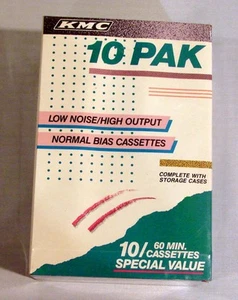 KMC
10 PAK
LOW NOISE/HIGH OUTPUT
NORMAL BIAS CASSETTES
COMPLETE WITH
STORAGE CASES
10/ 60 MIN.
CASSETTES
SPECIAL VALUE